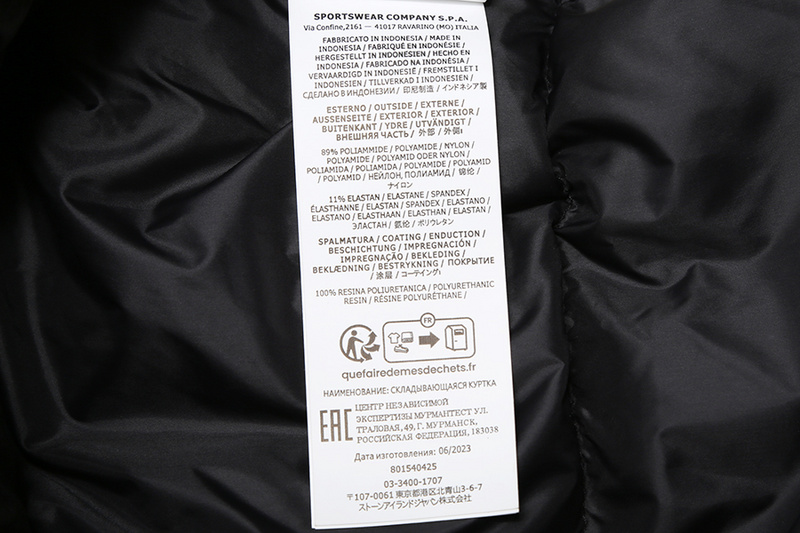 SPORTSWEAR COMPANY S.P.A.
Via Confine,2161 — 41017 RAVARINO (MO) ITALIA
FABBRICATO IN INDONESIA / MADE IN
INDONESIA / FABRIQUÉ EN INDONÉSIE /
HERGESTELLT IN INDONESIEN / HECHO EN
INDONESIA / FABRICADO NA INDONÉSIA /
VERVAARDIGD IN INDONESIË / FREMSTILLET I
INDONESIEN / TILLVERKAD I INDONESIEN /
СДЕЛАНО В ИНДОНЕЗИИ / 印尼制造 / インドネシア製
ESTERNO / OUTSIDE / EXTERNE /
AUSSENSEITE / EXTERIOR / EXTERIOR /
BUITENKANT / YDRE / UTVÄNDIGT /
ВНЕШНЯЯ ЧАСТЬ / 外部 / 外側
89% POLIAMMIDE / POLYAMIDE / NYLON /
POLYAMIDE / POLYAMID ODER NYLON /
POLIAMIDA / POLIAMIDA / POLYAMIDE / POLYAMID
/ POLYAMID / НЕЙЛОН, ПОЛИАМИД / 锦纶 /
ナイロン
11% ELASTAN / ELASTANE / SPANDEX /
ÉLASTHANNE / ELASTAN / SPANDEX / ELASTANO /
ELASTANO / ELASTHAAN / ELASTHAN / ELASTAN /
ЭЛАСТАН / 氨纶 / ポリウレタン
SPALMATURA / COATING / ENDUCTION /
BESCHICHTUNG / IMPREGNACIÓN /
IMPREGNAÇÃO / BEKLEDING /
BEKLÆDNING / BESTRYKNING / ПОКРЫТИЕ
/ 涂层 / コーティング
100% RESINA POLIURETANICA / POLYURETHANIC
RESIN / RÉSINE POLYURÉTHANE /
FR
quefairedemesdechets.fr
НАИМЕНОВАНИЕ: СКЛАДЫВАЮЩАЯСЯ КУРТКА
EAC
ЦЕНТР НЕЗАВИСИМОЙ
ЭКСПЕРТИЗЫ МУРМАНТЕСТ УЛ.
ТРАЛОВАЯ, 49, Г. МУРМАНСК,
РОССИЙСКАЯ ФЕДЕРАЦИЯ, 183038
Дата изготовления: 06/2023
801540425
03-3400-1707
〒107-0061 東京都港区北青山3-6-7
ストーンアイランドジャパン株式会社